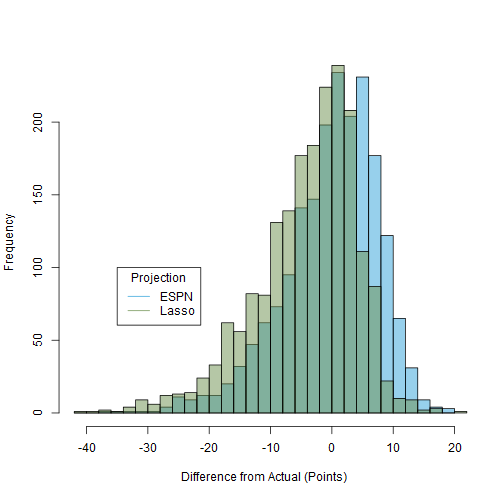 Frequency
200
150
100
50
0
Projection
ESPN
Lasso
-40 -30 -20 -10 0 10 20
Difference from Actual (Points)